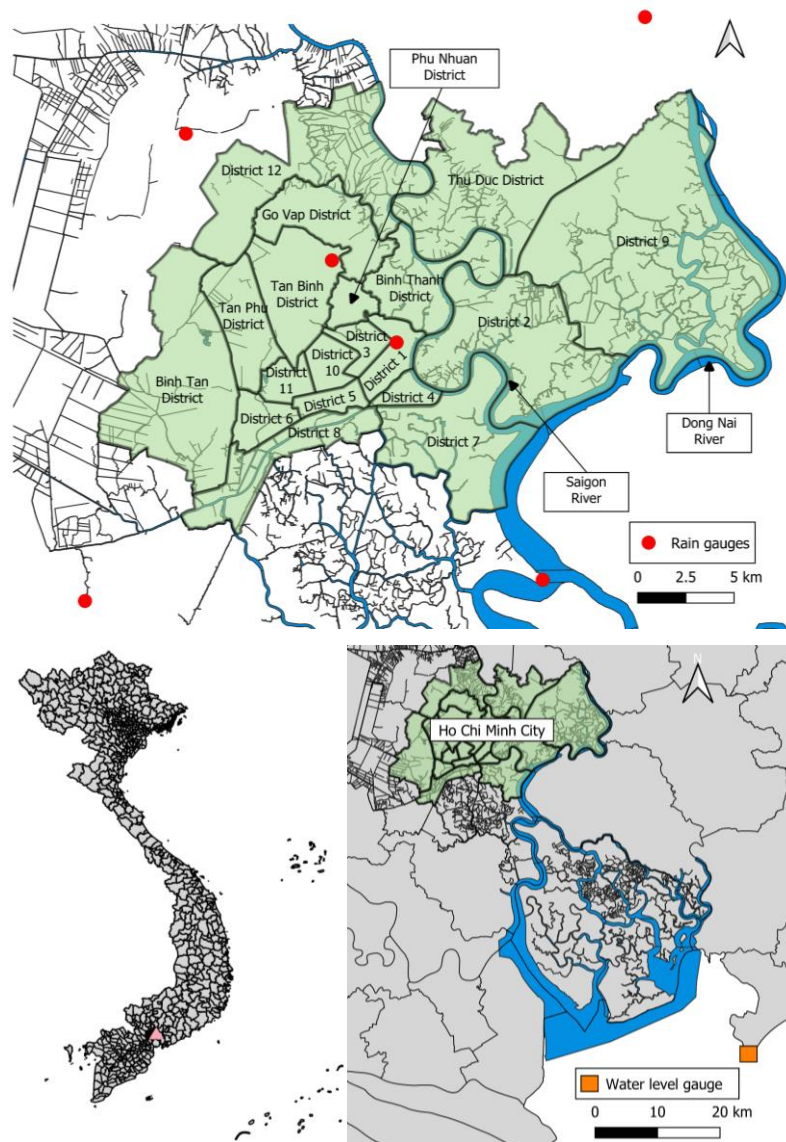 Phu Nhuan
District
District 12
Thu Duc District
Go Vap District
District 9
Tan Binh
District
Binh Thanh
District
Tan Phu
District
District 2
District
3
District
10
District 1
Binh Tan
District
District
11
District 5
District 4
District 6
District 8
District 7
Dong Nai
River
Saigon
River
Rain gauges
0 2.5 5 km
N
Ho Chi Minh City
Water level gauge
0 10 20 km